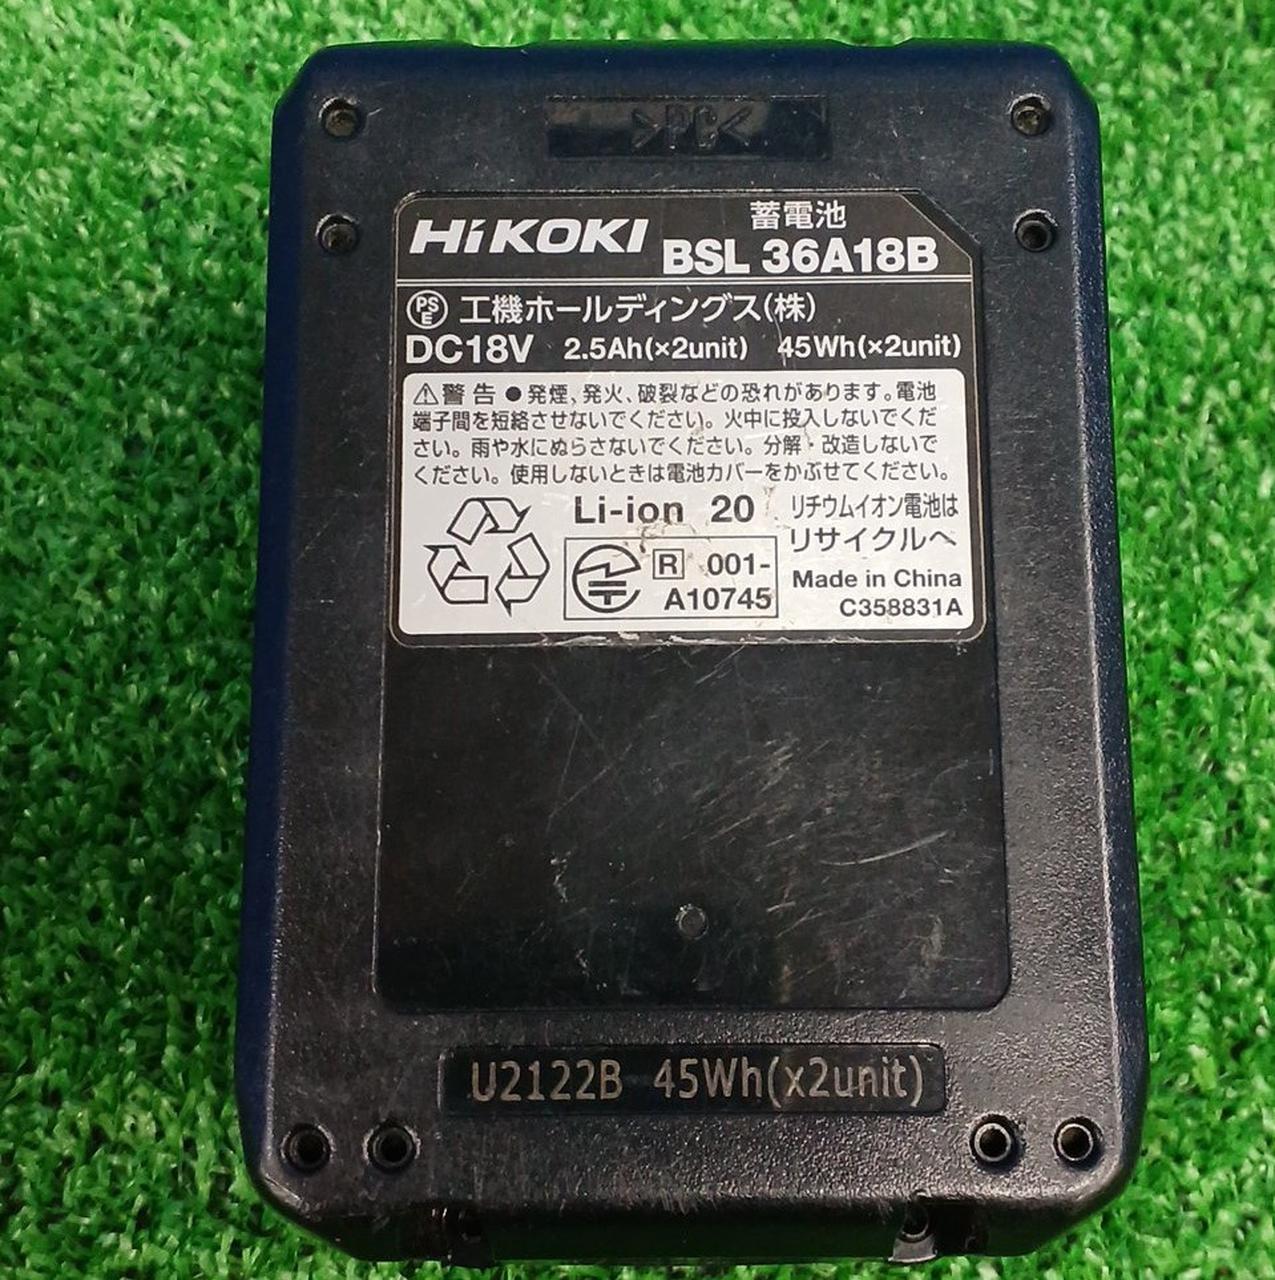 >PC<
HiKOKI
蓄電池
BSL 36A18B
PSE 工機ホールディングス(株)
DC18V 2.5Ah(×2unit) 45Wh(×2unit)
⚠警告 ●発煙、発火、破裂などの恐れがあります。電池
端子間を短絡させないでください。火中に投入しないでくだ
さい。雨や水にぬらさないでください。分解・改造しないで
ください。使用しないときは電池カバーをかぶせてください。
Li-ion 20
リチウムイオン電池は
リサイクルへ
R 001-
A10745
Made in China
C358831A
U2122B 45Wh(x2unit)